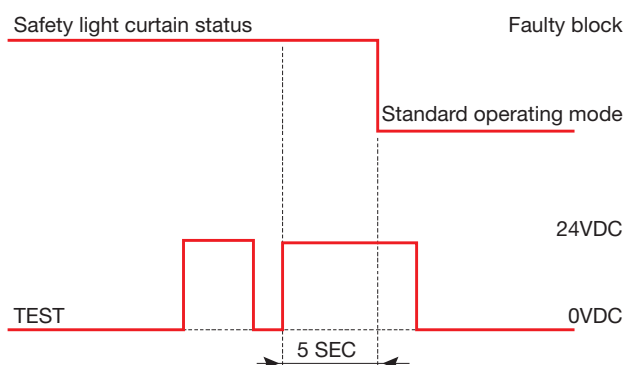 Safety light curtain status
Faulty block
Standard operating mode
24VDC
TEST
0VDC
5 SEC